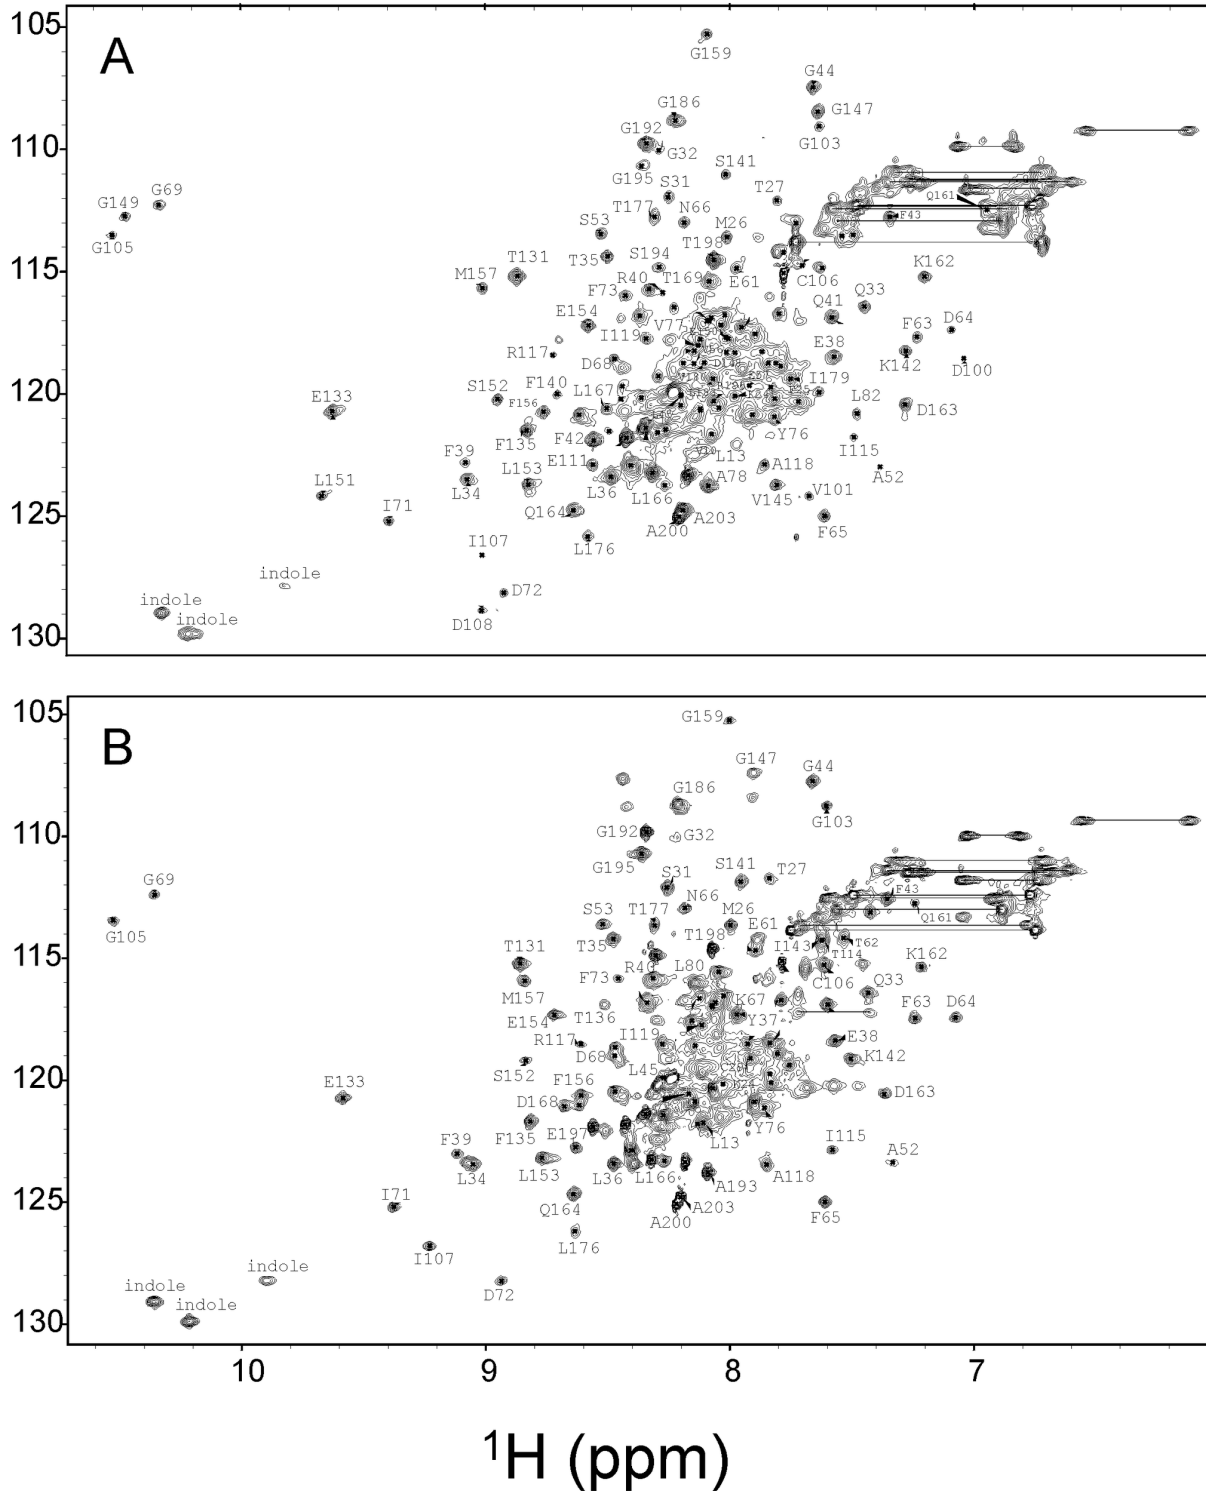 A
105
110
115
120
125
130
G159
G44
G186
G147
G192
G103
G32
G195
S141
G149
G69
S31
T27
Q161
G105
T177
N66
F43
S53
M26
T198
T131
S194
T35
K162
M157
R40
T169
E61
C106
F73
Q41
Q33
E154
V77
I119
F63
D64
E38
R117
D68
K142
D100
I179
S152
F140
L167
E133
F156
L82
D163
F135
F42
Y76
F39
L13
I115
E111
L153
A118
A52
L34
L36
A78
L151
L166
V145
V101
I71
Q164
A203
A200
F65
I107
L176
indole
D72
indole
indole
D108
B
105
110
115
120
125
130
G159
G147
G44
G186
G103
G192
G32
G195
S141
T27
G69
S31
F43
N66
Q161
G105
S53
T177
M26
E61
T198
T62
T131
T35
I143
T114
K162
R40
L80
C106
F73
M157
Q33
K67
E154
T136
F63
D64
Y37
R117
I119
E38
D68
K142
S152
L45
E133
F156
D168
D163
F135
E197
Y76
L13
F39
I115
A52
L153
L34
L36
L166
A193
A118
I71
Q164
A203
A200
F65
L176
I107
indole
indole
indole
D72
10
9
8
7
1H (ppm)